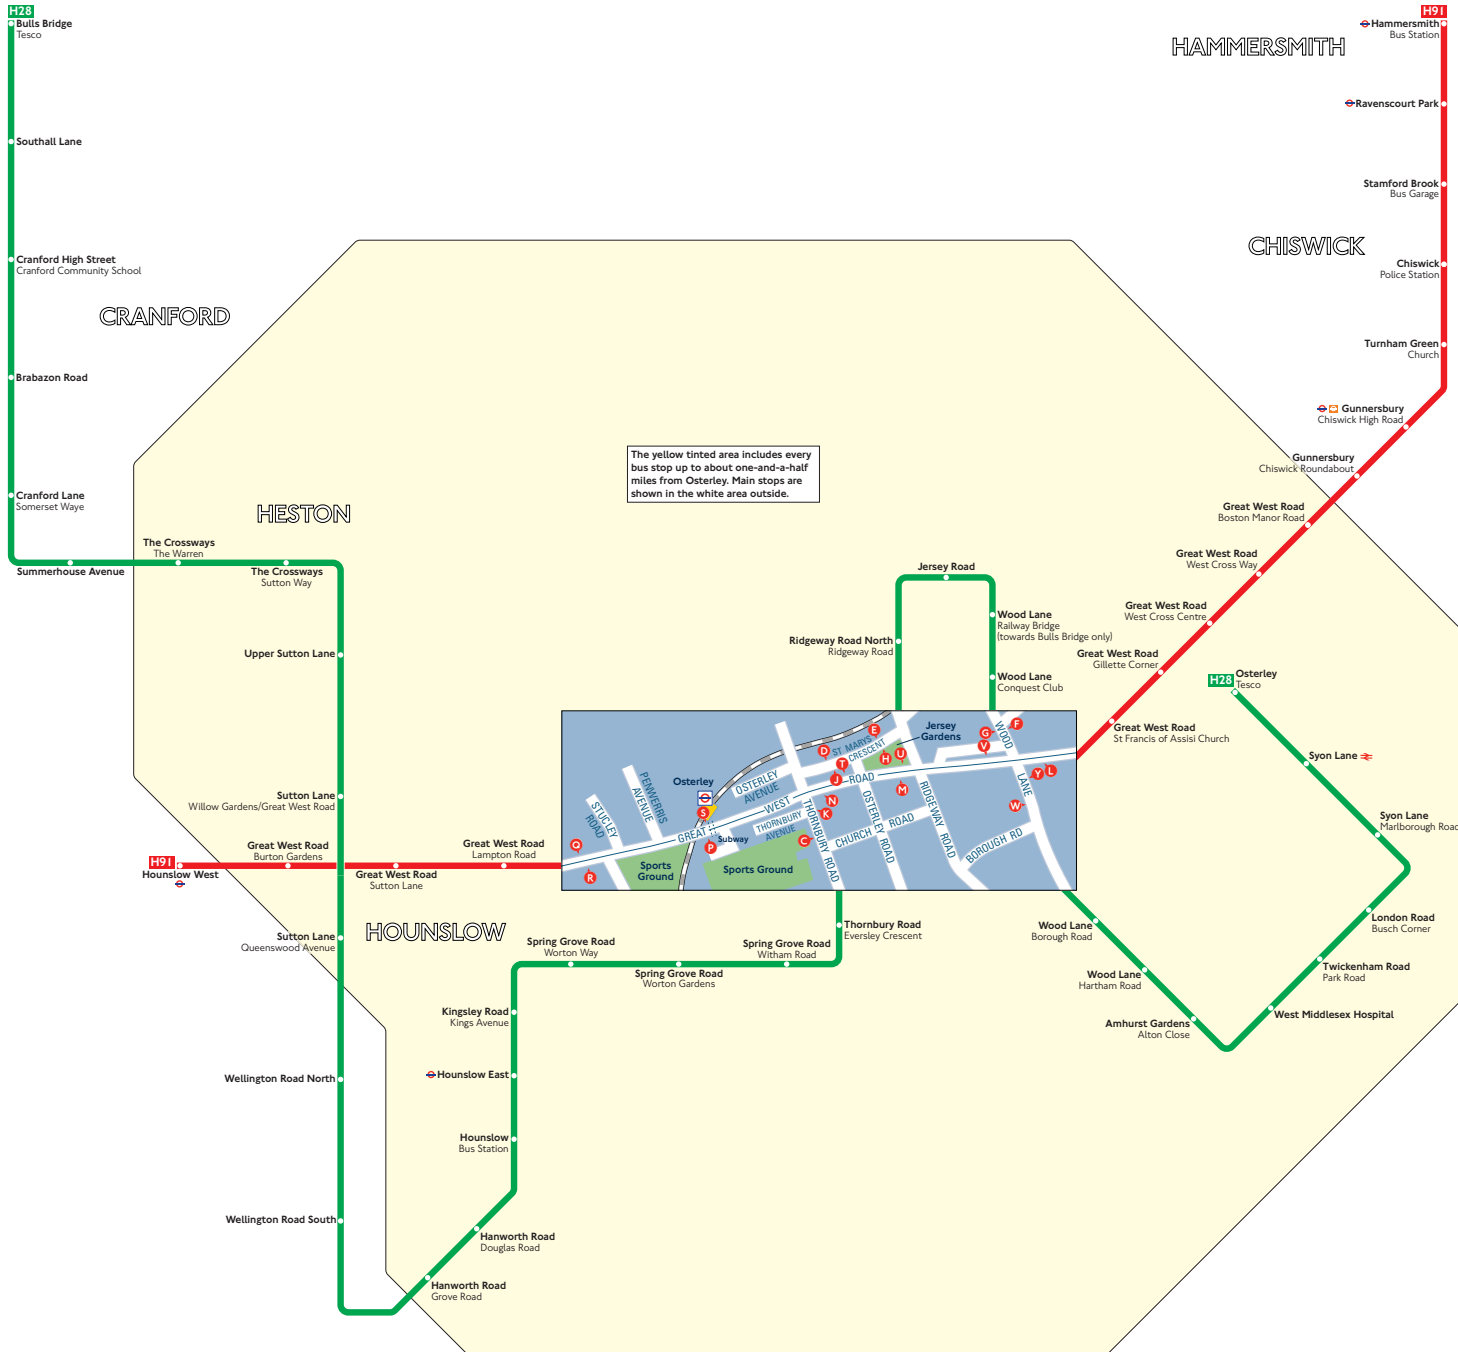 H28
Bulls Bridge
Tesco
Southall Lane
Cranford High Street
Cranford Community School
CRANFORD
Brabazon Road
Cranford Lane
Somerset Waye
Summerhouse Avenue
The Crossways
The Warren
HESTON
The Crossways
Sutton Way
Upper Sutton Lane
Sutton Lane
Willow Gardens/Great West Road
H91
Hounslow West
Great West Road
Burton Gardens
Great West Road
Sutton Lane
Great West Road
Lampton Road
HOUNSLOW
Sutton Lane
Queenswood Avenue
Wellington Road North
Wellington Road South
Hanworth Road
Grove Road
Hanworth Road
Douglas Road
Hounslow
Bus Station
Hounslow East
Kingsley Road
Kings Avenue
Spring Grove Road
Worton Way
Spring Grove Road
Worton Gardens
Spring Grove Road
Witham Road
Thornbury Road
Eversley Crescent
The yellow tinted area includes every
bus stop up to about one-and-a-half
miles from Osterley. Main stops are
shown in the white area outside.
Ridgeway Road North
Ridgeway Road
Jersey Road
Wood Lane
Railway Bridge
(towards Bulls Bridge only)
Wood Lane
Conquest Club
Osterley
S
Q
R
P
D
E
T
J
H
U
G
V
F
Y
L
W
M
N
K
C
STUCLEY
ROAD
PENWERRIS
AVENUE
OSTERLEY
AVENUE
ST MARYS
CRESCENT
Jersey
Gardens
WOOD
LANE
GREAT
WEST
ROAD
Subway
THORNBURY
AVENUE
THORNBURY ROAD
CHURCH ROAD
OSTERLEY ROAD
RIDGEWAY ROAD
BOROUGH RD
Sports
Ground
Sports Ground
H91
Hammersmith
Bus Station
HAMMERSMITH
Ravenscourt Park
Stamford Brook
Bus Garage
CHISWICK
Chiswick
Police Station
Turnham Green
Church
Gunnersbury
Chiswick High Road
Gunnersbury
Chiswick Roundabout
Great West Road
Boston Manor Road
Great West Road
West Cross Way
Great West Road
West Cross Centre
Great West Road
Gillette Corner
Great West Road
St Francis of Assisi Church
H28
Osterley
Tesco
Syon Lane
Syon Lane
Marlborough Road
London Road
Busch Corner
Twickenham Road
Park Road
West Middlesex Hospital
Amhurst Gardens
Alton Close
Wood Lane
Hartham Road
Wood Lane
Borough Road